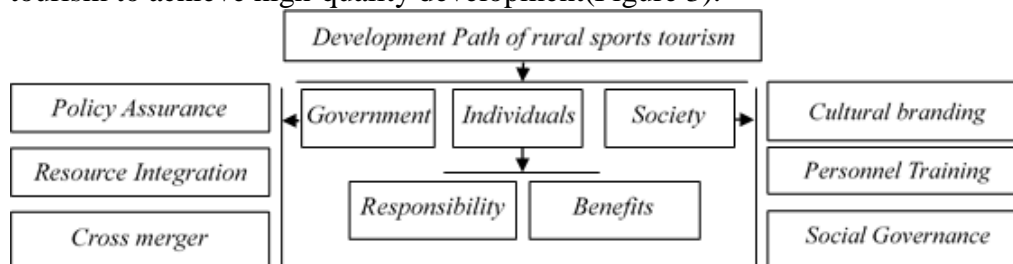 tourism to achieve high-quality development(Figure 3).
Development Path of rural sports tourism
Policy Assurance
Government
Individuals
Society
Cultural branding
Resource Integration
Personnel Training
Responsibility
Benefits
Cross merger
Social Governance